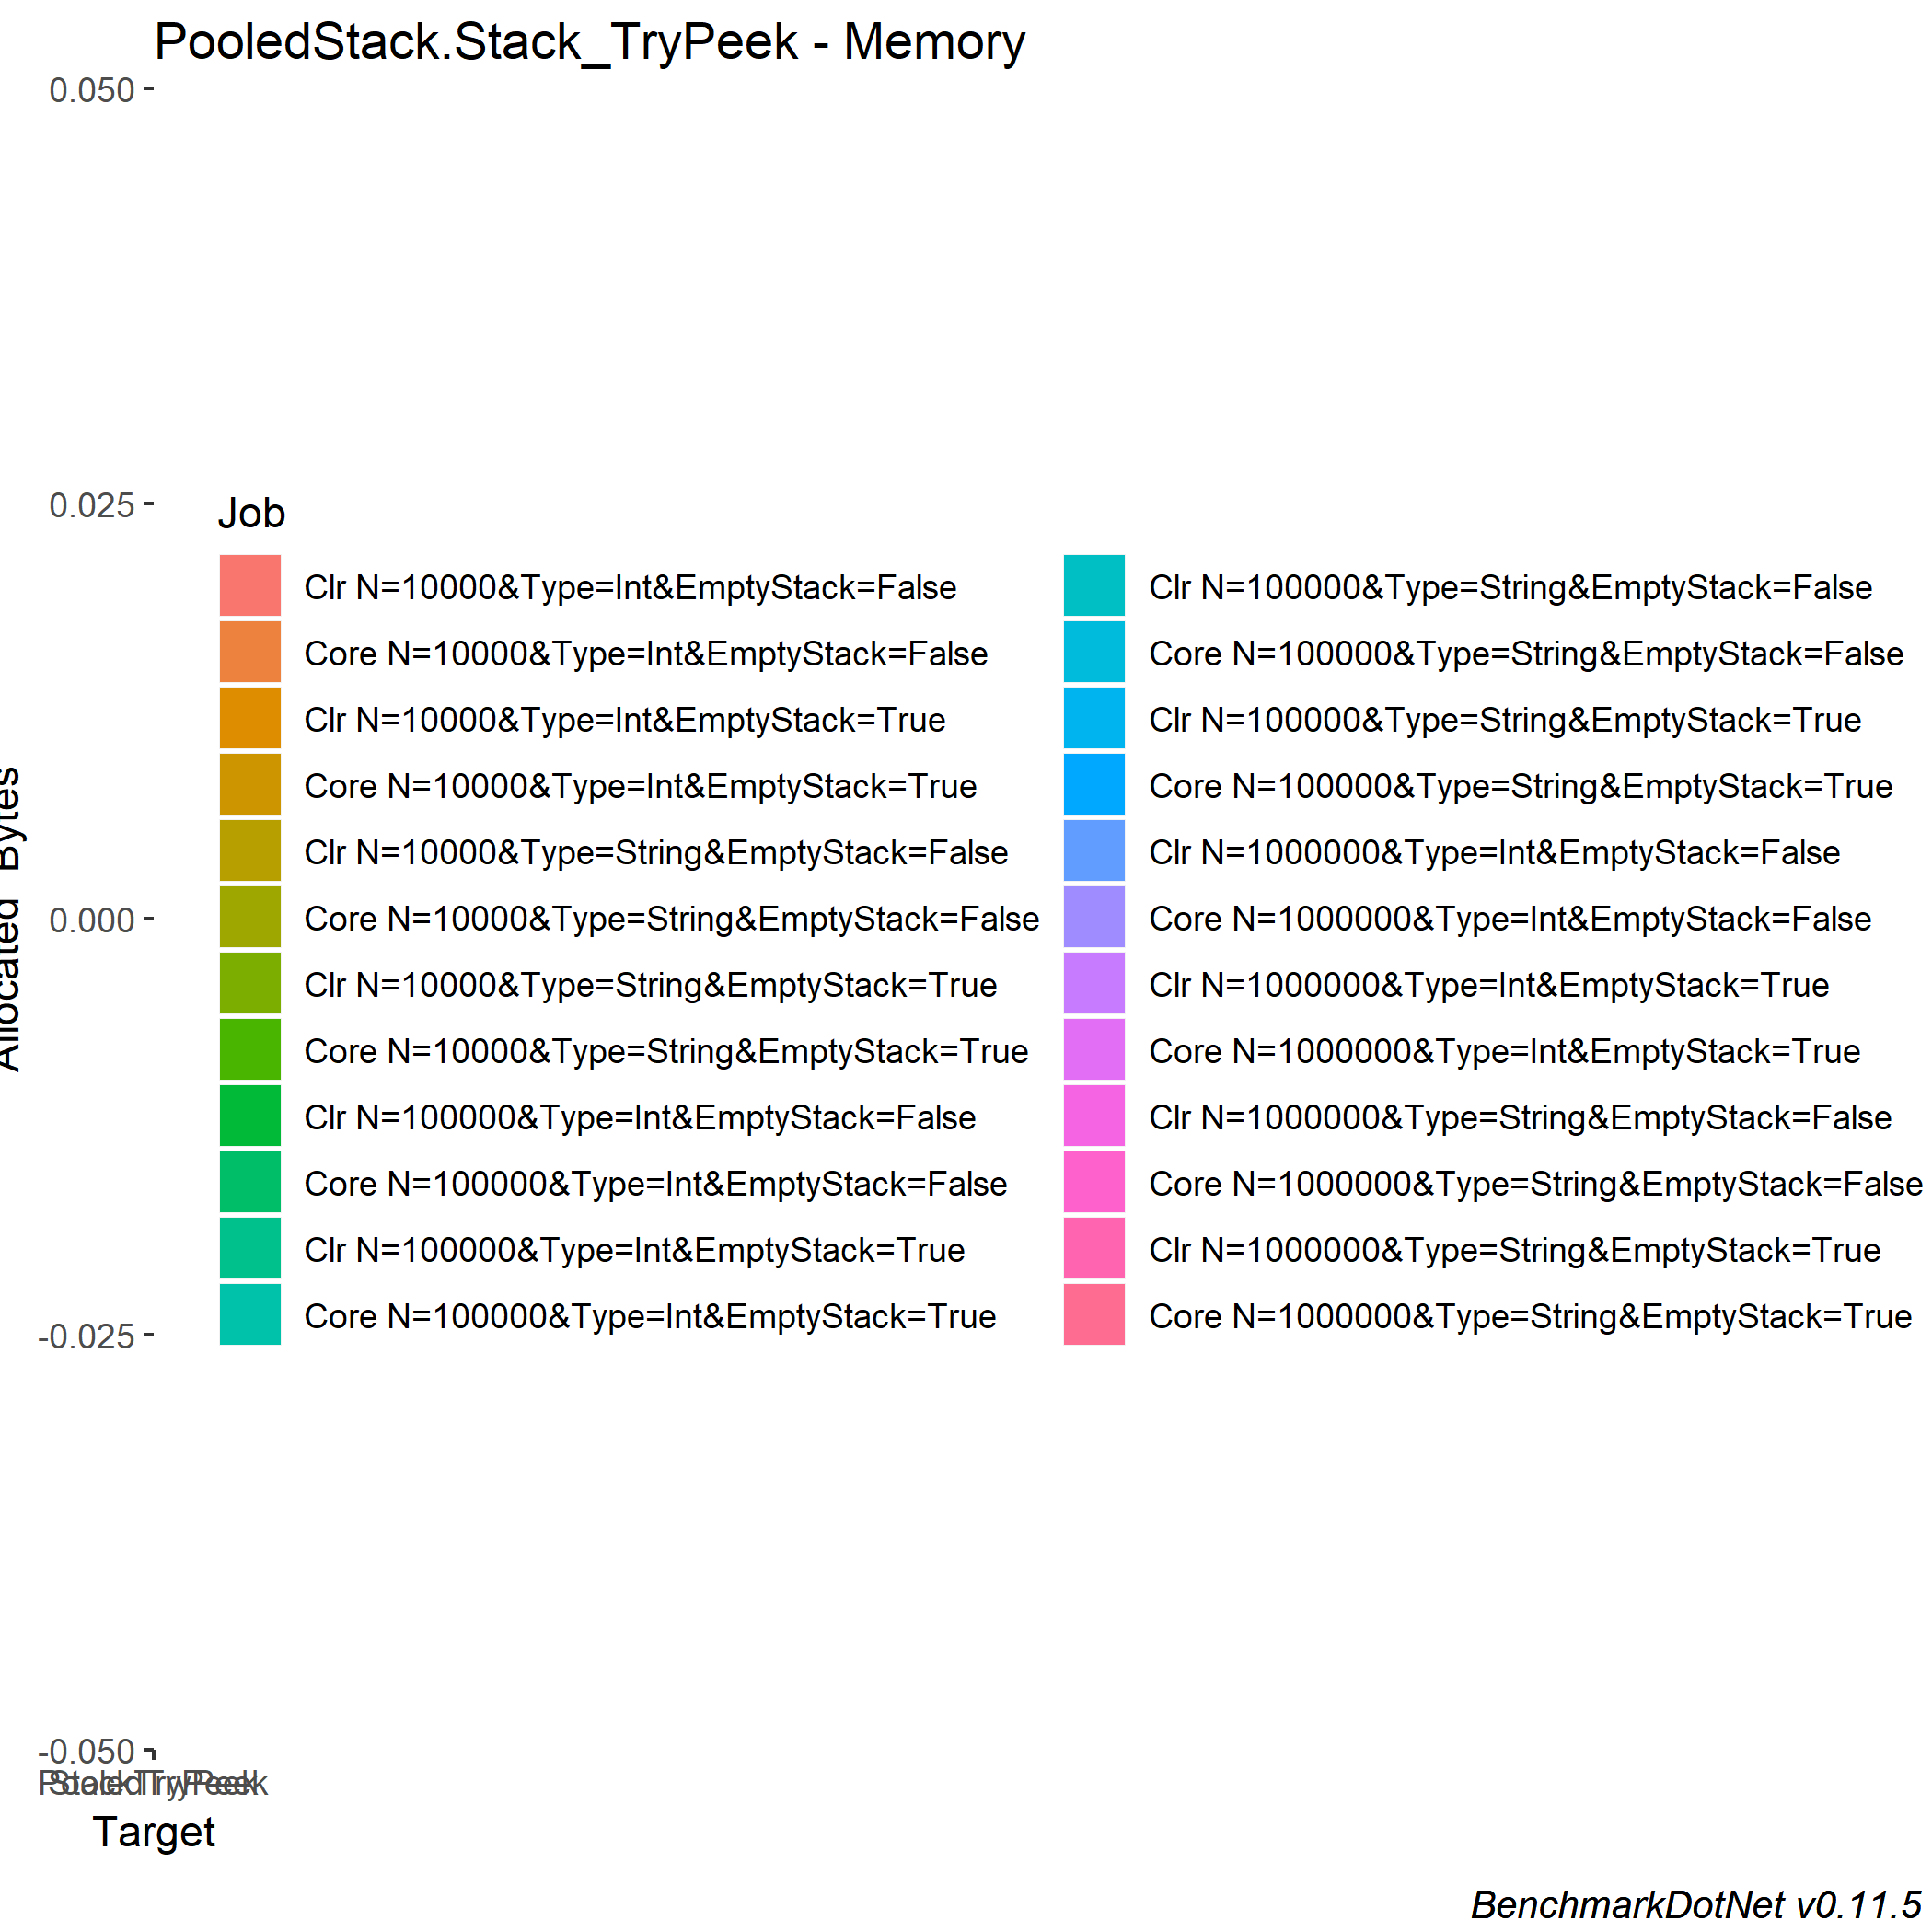 PooledStack.Stack_TryPeek - Memory
0.050
0.025
0.000
-0.025
-0.050
Allocated Bytes
Job
Clr N=10000&Type=Int&EmptyStack=False
Core N=10000&Type=Int&EmptyStack=False
Clr N=10000&Type=Int&EmptyStack=True
Core N=10000&Type=Int&EmptyStack=True
Clr N=10000&Type=String&EmptyStack=False
Core N=10000&Type=String&EmptyStack=False
Clr N=10000&Type=String&EmptyStack=True
Core N=10000&Type=String&EmptyStack=True
Clr N=100000&Type=Int&EmptyStack=False
Core N=100000&Type=Int&EmptyStack=False
Clr N=100000&Type=Int&EmptyStack=True
Core N=100000&Type=Int&EmptyStack=True
Clr N=100000&Type=String&EmptyStack=False
Core N=100000&Type=String&EmptyStack=False
Clr N=100000&Type=String&EmptyStack=True
Core N=100000&Type=String&EmptyStack=True
Clr N=1000000&Type=Int&EmptyStack=False
Core N=1000000&Type=Int&EmptyStack=False
Clr N=1000000&Type=Int&EmptyStack=True
Core N=1000000&Type=Int&EmptyStack=True
Clr N=1000000&Type=String&EmptyStack=False
Core N=1000000&Type=String&EmptyStack=False
Clr N=1000000&Type=String&EmptyStack=True
Core N=1000000&Type=String&EmptyStack=True
PooledTryPeek
StackTryPeek
Target
BenchmarkDotNet v0.11.5